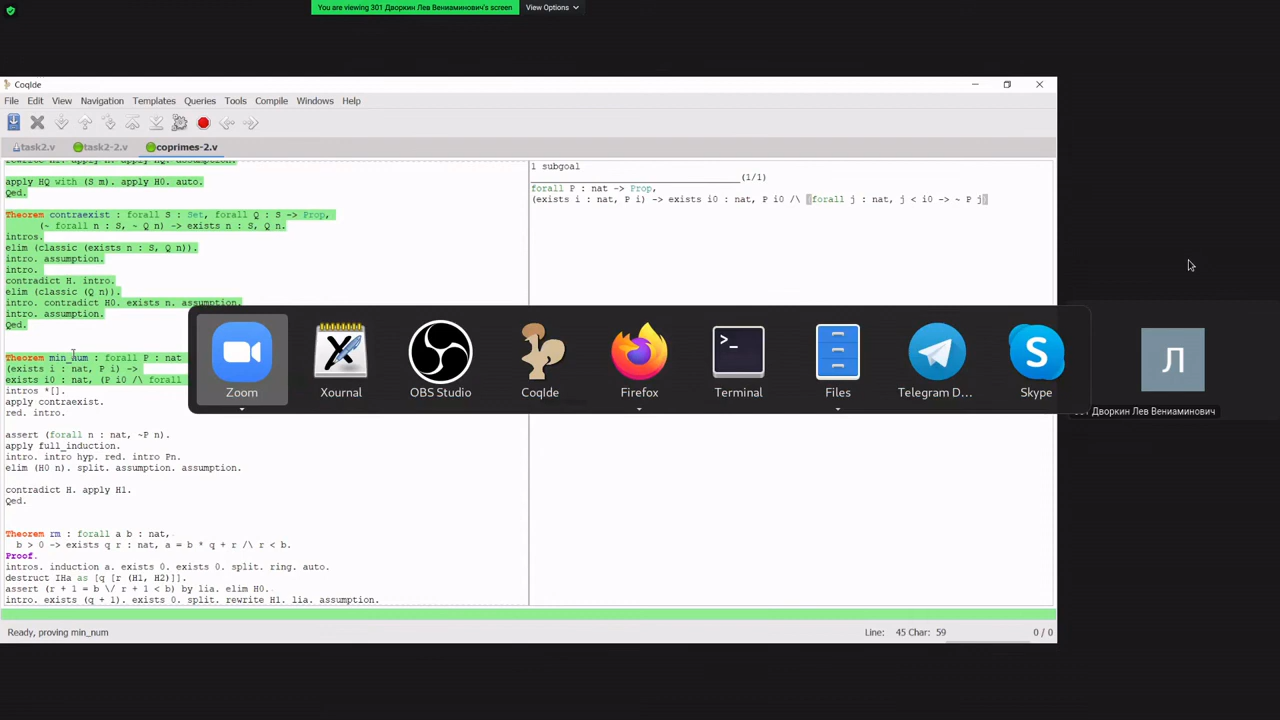 You are viewing 301 Дворкин Лев Вениаминович's screen
View Options
CoqIde
File Edit View Navigation Templates Queries Tools Compile Windows Help
task2.v task2-2.v coprimes-2.v
apply HQ with (S m). apply H0. auto.
Qed.
Theorem contraexist : forall S : Set, forall Q : S -> Prop,
(~ forall n : S, ~ Q n) -> exists n : S, Q n.
intros.
elim (classic (exists n : S, Q n)).
intro. assumption.
intro.
contradict H. intro.
elim (classic (Q n)).
intro. contradict H0. exists n. assumption.
intro. assumption.
Qed.
Theorem min_num : forall P : nat
(exists i : nat, P i) ->
exists i0 : nat, (P i0 /\ forall
intros *[].
apply contraexist.
red. intro.
assert (forall n : nat, ~P n).
apply full_induction.
intro. intro hyp. red. intro Pn.
elim (H0 n). split. assumption. assumption.
contradict H. apply H1.
Qed.
Theorem rm : forall a b : nat,
b > 0 -> exists q r : nat, a = b * q + r /\ r < b.
Proof.
intros. induction a. exists 0. exists 0. split. ring. auto.
destruct IHa as [q [r (H1, H2)]].
assert (r + 1 = b \/ r + 1 < b) by lia. elim H0.
intro. exists (q + 1). exists 0. split. rewrite H1. lia. assumption.
1 subgoal
(1/1)
forall P : nat -> Prop,
(exists i : nat, P i) -> exists i0 : nat, P i0 /\ (forall j : nat, j < i0 -> ~ P j)
Zoom
Xournal
OBS Studio
CoqIde
Firefox
Terminal
Files
Telegram D...
Skype
Л
301 Дворкин Лев Вениаминович
Ready, proving min_num
Line: 45 Char: 59
0 / 0